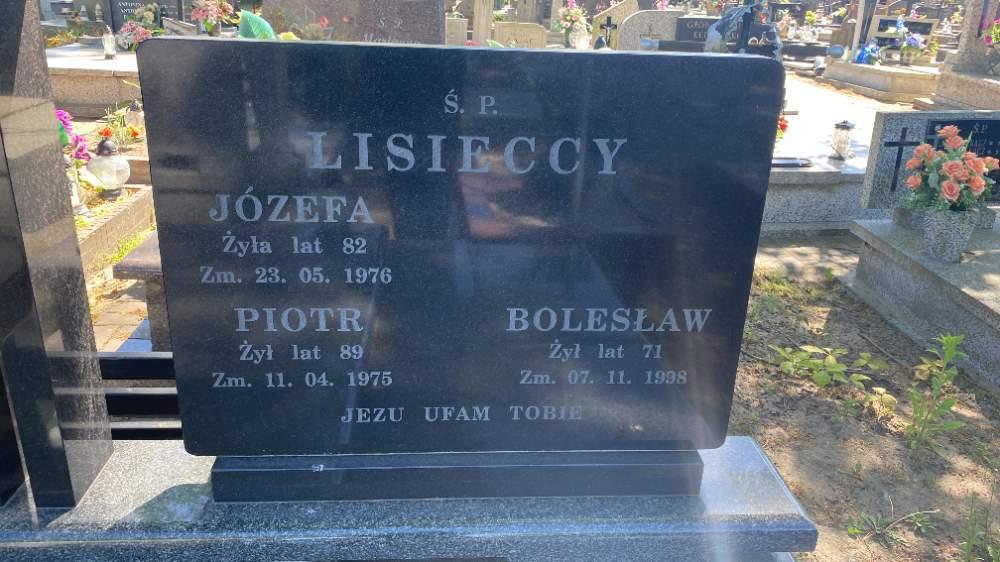 Ś. P.
LISIECCY
JÓZEFA
Żyła lat 82
Zm. 23. 05. 1976
PIOTR
Żył lat 89
Zm. 11. 04. 1975
BOLESŁAW
Żył lat 71
Zm. 07. 11. 1998
JEZU UFAM TOBIE